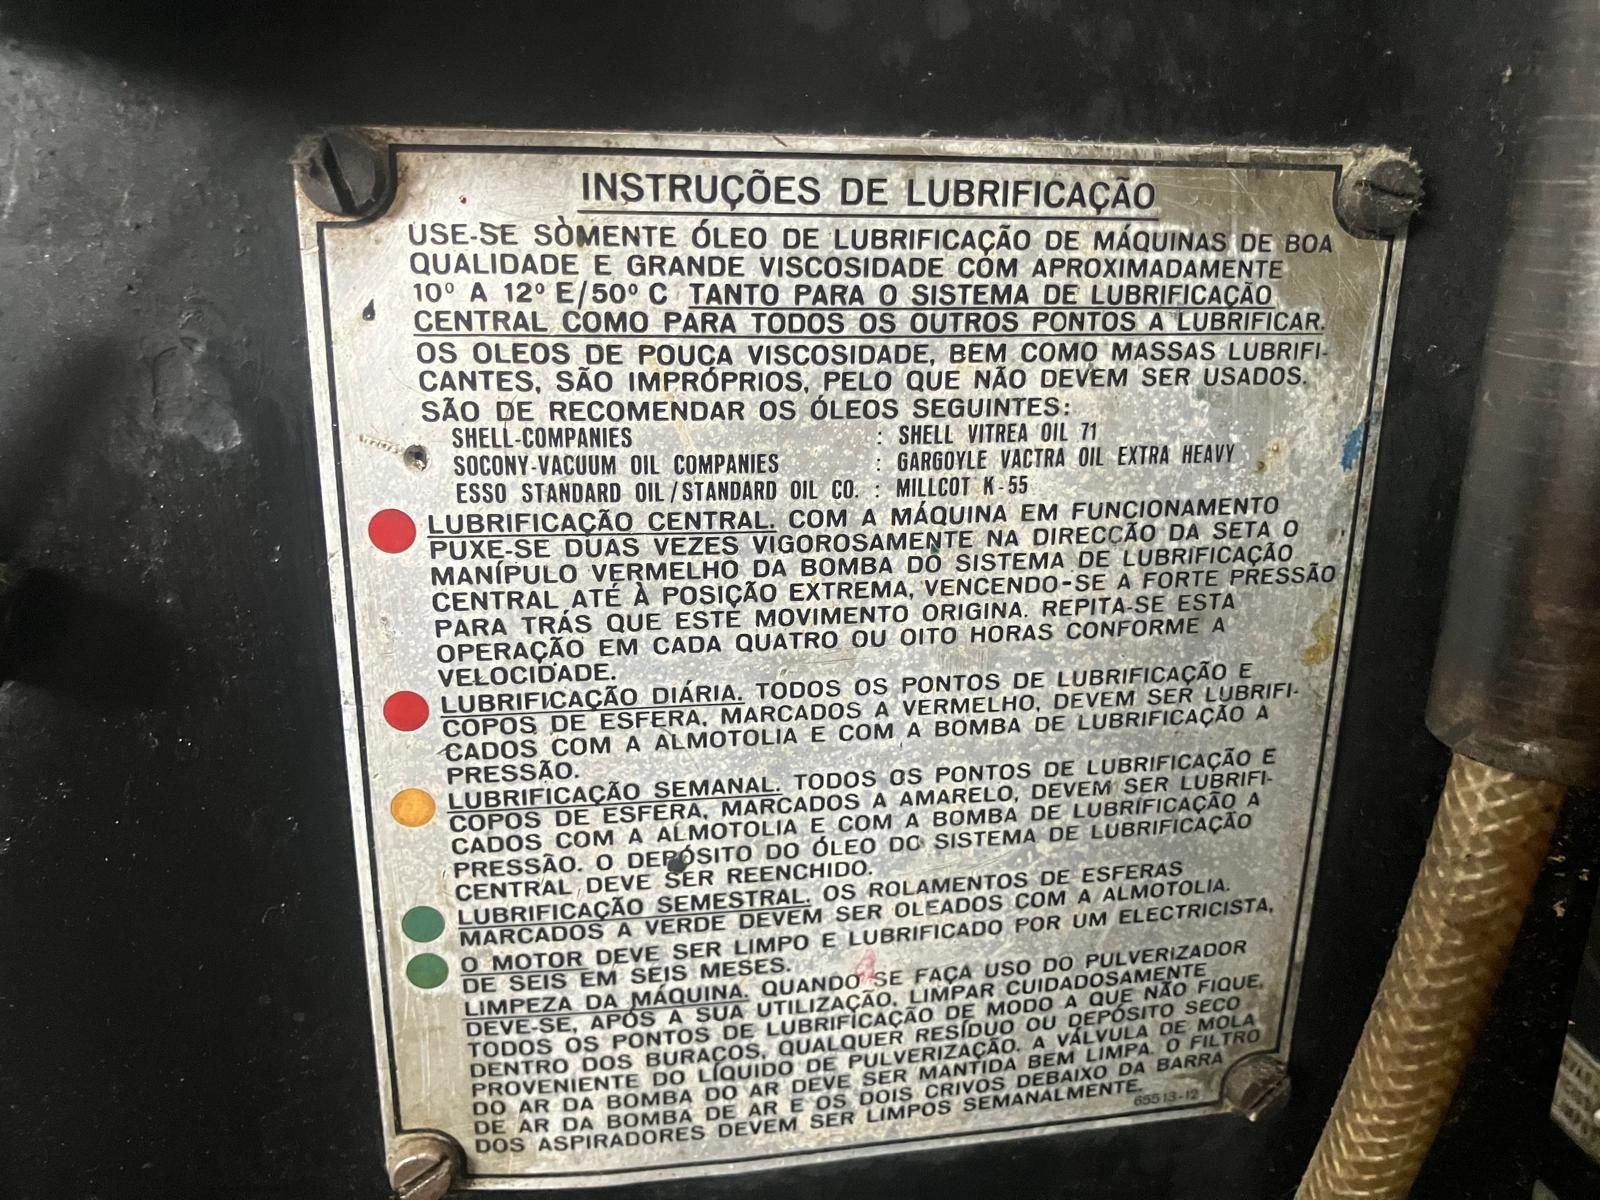 INSTRUÇÕES DE LUBRIFICAÇÃO
USE-SE SÒMENTE ÓLEO DE LUBRIFICAÇÃO DE MÁQUINAS DE BOA
QUALIDADE E GRANDE VISCOSIDADE COM APROXIMADAMENTE
10º A 12º E/50º C TANTO PARA O SISTEMA DE LUBRIFICAÇÃO
CENTRAL COMO PARA TODOS OS OUTROS PONTOS A LUBRIFICAR.
OS OLEOS DE POUCA VISCOSIDADE, BEM COMO MASSAS LUBRIFI-
CANTES, SÃO IMPRÓPRIOS, PELO QUE NÃO DEVEM SER USADOS.
SÃO DE RECOMENDAR OS ÓLEOS SEGUINTES:
SHELL-COMPANIES : SHELL VITREA OIL 71
SOCONY-VACUUM OIL COMPANIES : GARGOYLE VACTRA OIL EXTRA HEAVY
ESSO STANDARD OIL/STANDARD OIL CO. : MILLCOT K-55
LUBRIFICAÇÃO CENTRAL. COM A MÁQUINA EM FUNCIONAMENTO
PUXE-SE DUAS VEZES VIGOROSAMENTE NA DIRECÇÃO DA SETA O
MANÍPULO VERMELHO DA BOMBA DO SISTEMA DE LUBRIFICAÇÃO
CENTRAL ATÉ À POSIÇÃO EXTREMA, VENCENDO-SE A FORTE PRESSÃO
PARA TRÁS QUE ESTE MOVIMENTO ORIGINA. REPITA-SE ESTA
OPERAÇÃO EM CADA QUATRO OU OITO HORAS CONFORME A
VELOCIDADE.
LUBRIFICAÇÃO DIÁRIA. TODOS OS PONTOS DE LUBRIFICAÇÃO E
COPOS DE ESFERA, MARCADOS A VERMELHO, DEVEM SER LUBRIFI-
CADOS COM A ALMOTOLIA E COM A BOMBA DE LUBRIFICAÇÃO A
PRESSÃO.
LUBRIFICAÇÃO SEMANAL. TODOS OS PONTOS DE LUBRIFICAÇÃO E
COPOS DE ESFERA, MARCADOS A AMARELO, DEVEM SER LUBRIFI-
CADOS COM A ALMOTOLIA E COM A BOMBA DE LUBRIFICAÇÃO A
PRESSÃO. O DEPÓSITO DO ÓLEO DO SISTEMA DE LUBRIFICAÇÃO
CENTRAL DEVE SER REENCHIDO.
LUBRIFICAÇÃO SEMESTRAL. OS ROLAMENTOS DE ESFERAS
MARCADOS A VERDE DEVEM SER OLEADOS COM A ALMOTOLIA.
O MOTOR DEVE SER LIMPO E LUBRIFICADO POR UM ELECTRICISTA,
DE SEIS EM SEIS MESES.
LIMPEZA DA MÁQUINA. QUANDO SE FAÇA USO DO PULVERIZADOR
DEVE-SE, APÓS A SUA UTILIZAÇÃO, LIMPAR CUIDADOSAMENTE
TODOS OS PONTOS DE LUBRIFICAÇÃO DE MODO A QUE NÃO FIQUE,
DENTRO DOS BURACOS, QUALQUER RESÍDUO OU DEPÓSITO SECO
PROVENIENTE DO LÍQUIDO DE PULVERIZAÇÃO. A VÁLVULA DE MOLA
DO AR DA BOMBA DO AR DEVE SER MANTIDA BEM LIMPA. O FILTRO
DE AR DA BOMBA DE AR E OS DOIS CRIVOS DEBAIXO DA BARRA
DOS ASPIRADORES DEVEM SER LIMPOS SEMANALMENTE.
65513-12